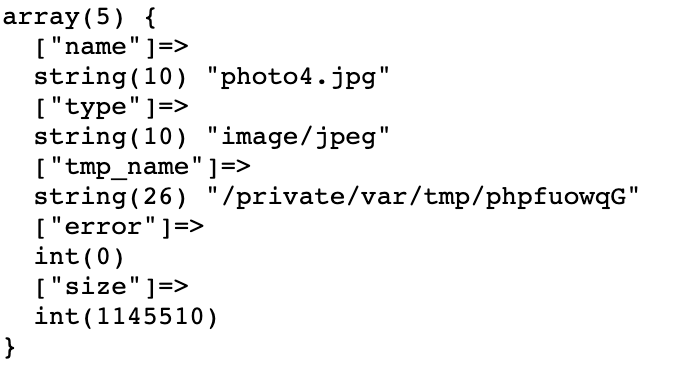 array(5) {
  ["name"]=>
  string(10) "photo4.jpg"
  ["type"]=>
  string(10) "image/jpeg"
  ["tmp_name"]=>
  string(26) "/private/var/tmp/phpfuowqG"
  ["error"]=>
  int(0)
  ["size"]=>
  int(1145510)
}